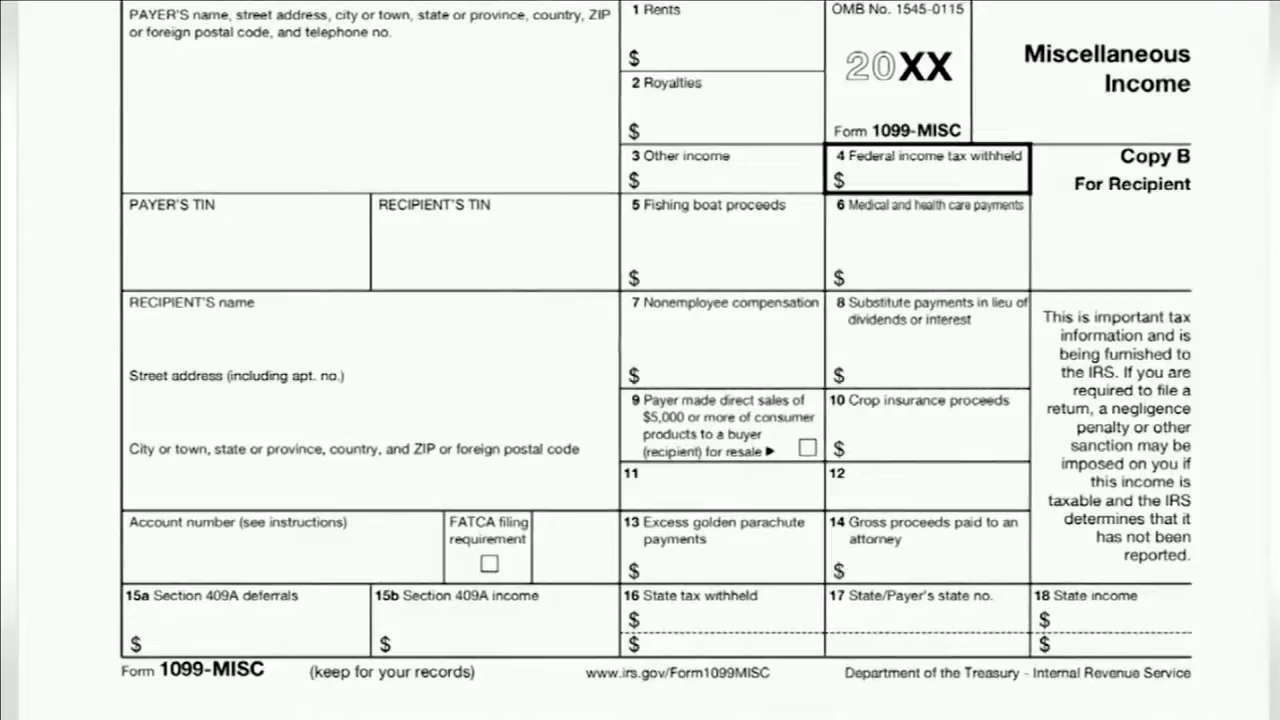 PAYER'S name, street address, city or town, state or province, country, ZIP
or foreign postal code, and telephone no.
1 Rents
$
2 Royalties
$
OMB No. 1545-0115
20XX
Form 1099-MISC
Miscellaneous
Income
3 Other income
$
4 Federal income tax withheld
$
Copy B
For Recipient
PAYER'S TIN
RECIPIENT'S TIN
5 Fishing boat proceeds
$
6 Medical and health care payments
$
RECIPIENT'S name
Street address (including apt. no.)
City or town, state or province, country, and ZIP or foreign postal code
7 Nonemployee compensation
$
8 Substitute payments in lieu of
dividends or interest
$
9 Payer made direct sales of
$5,000 or more of consumer
products to a buyer
(recipient) for resale ►
10 Crop insurance proceeds
$
11
12
This is important tax
information and is
being furnished to
the IRS. If you are
required to file a
return, a negligence
penalty or other
sanction may be
imposed on you if
this income is
taxable and the IRS
determines that it
has not been
reported.
Account number (see instructions)
FATCA filing
requirement
13 Excess golden parachute
payments
$
14 Gross proceeds paid to an
attorney
$
15a Section 409A deferrals
$
15b Section 409A income
$
16 State tax withheld
$
$
17 State/Payer's state no.
18 State income
$
$
Form 1099-MISC
(keep for your records)
www.irs.gov/Form1099MISC
Department of the Treasury - Internal Revenue Service